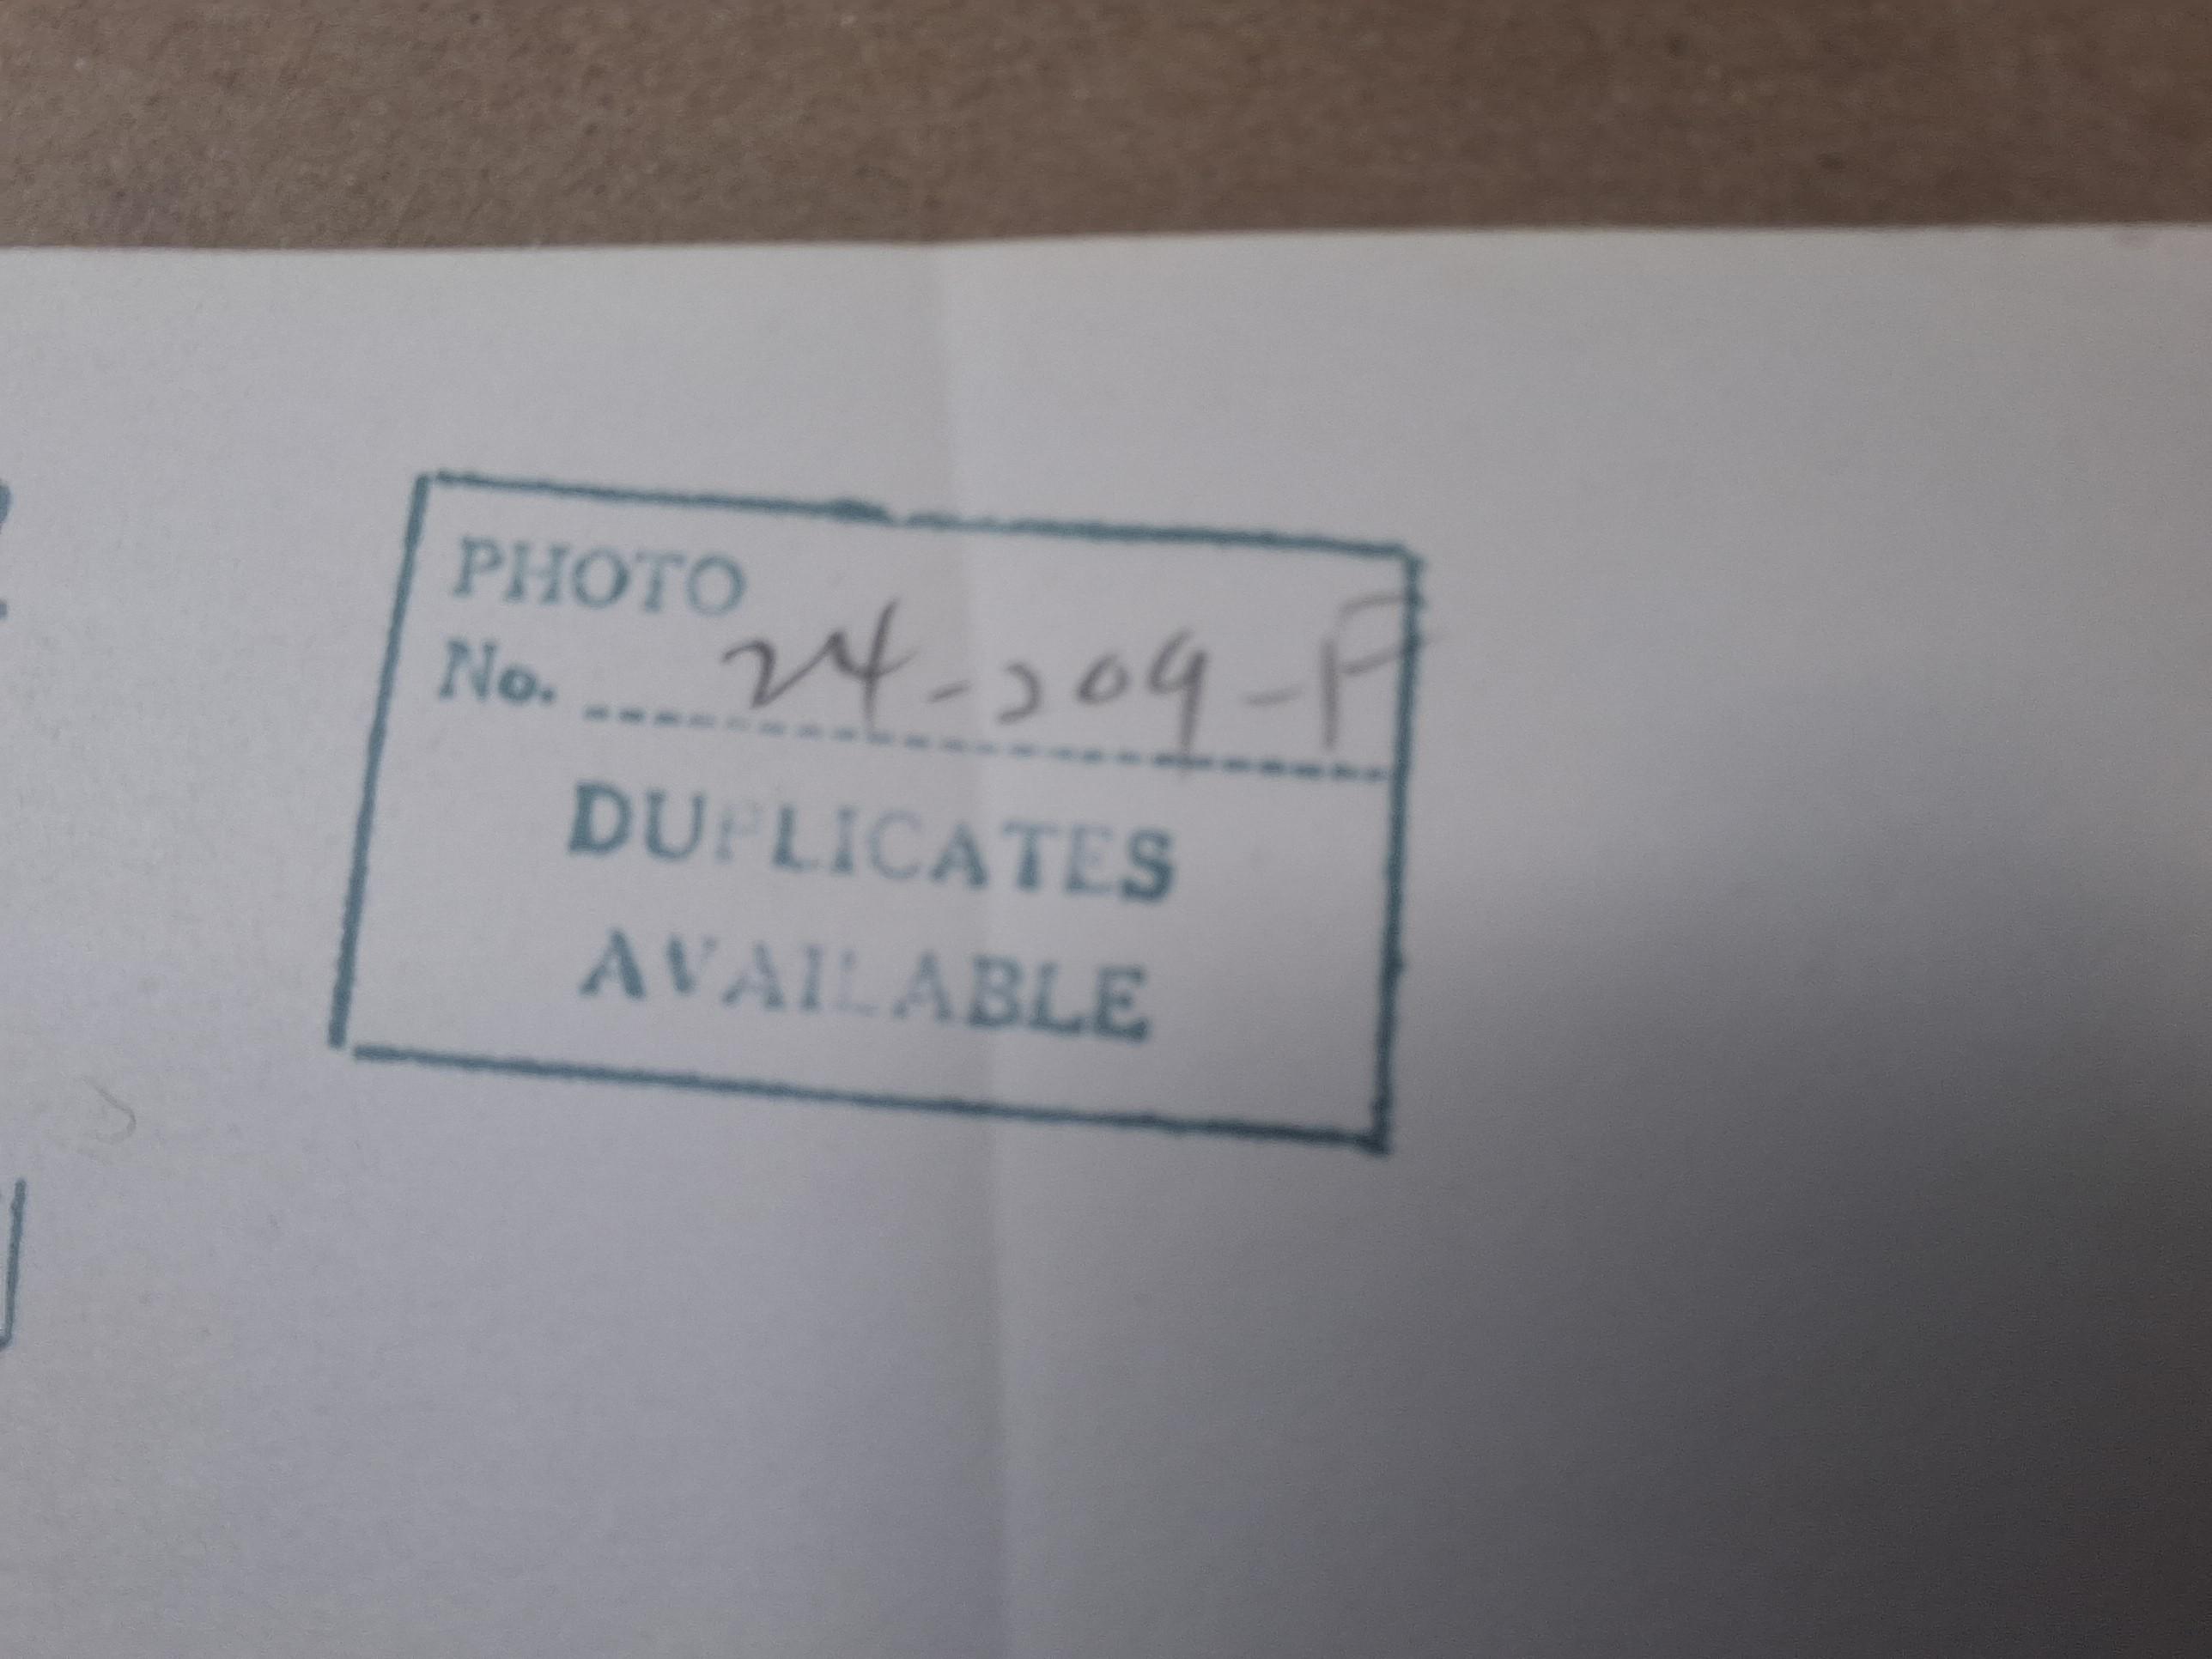 PHOTO
No. 24-209-P
DUPLICATES
AVAILABLE